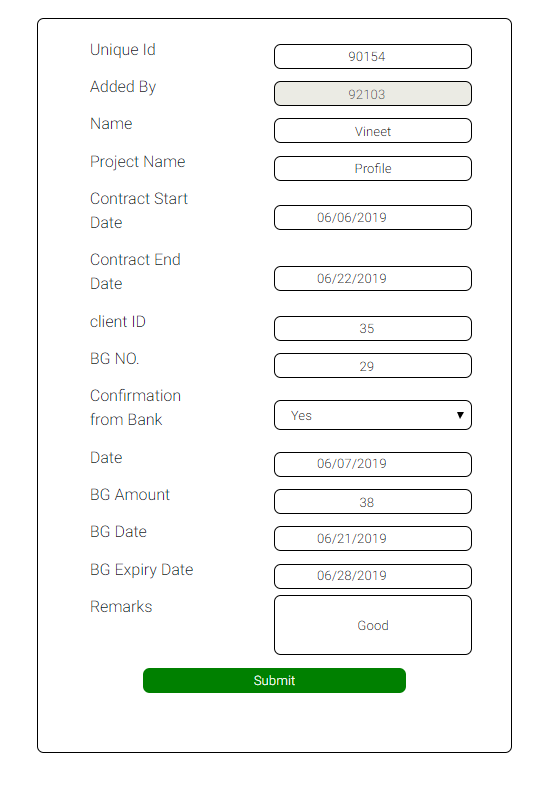 Unique Id
90154
Added By
92103
Name
Vineet
Project Name
Profile
Contract Start
Date
06/06/2019
Contract End
Date
06/22/2019
client ID
35
BG NO.
29
Confirmation
from Bank
Yes
Date
06/07/2019
BG Amount
38
BG Date
06/21/2019
BG Expiry Date
06/28/2019
Remarks
Good
Submit